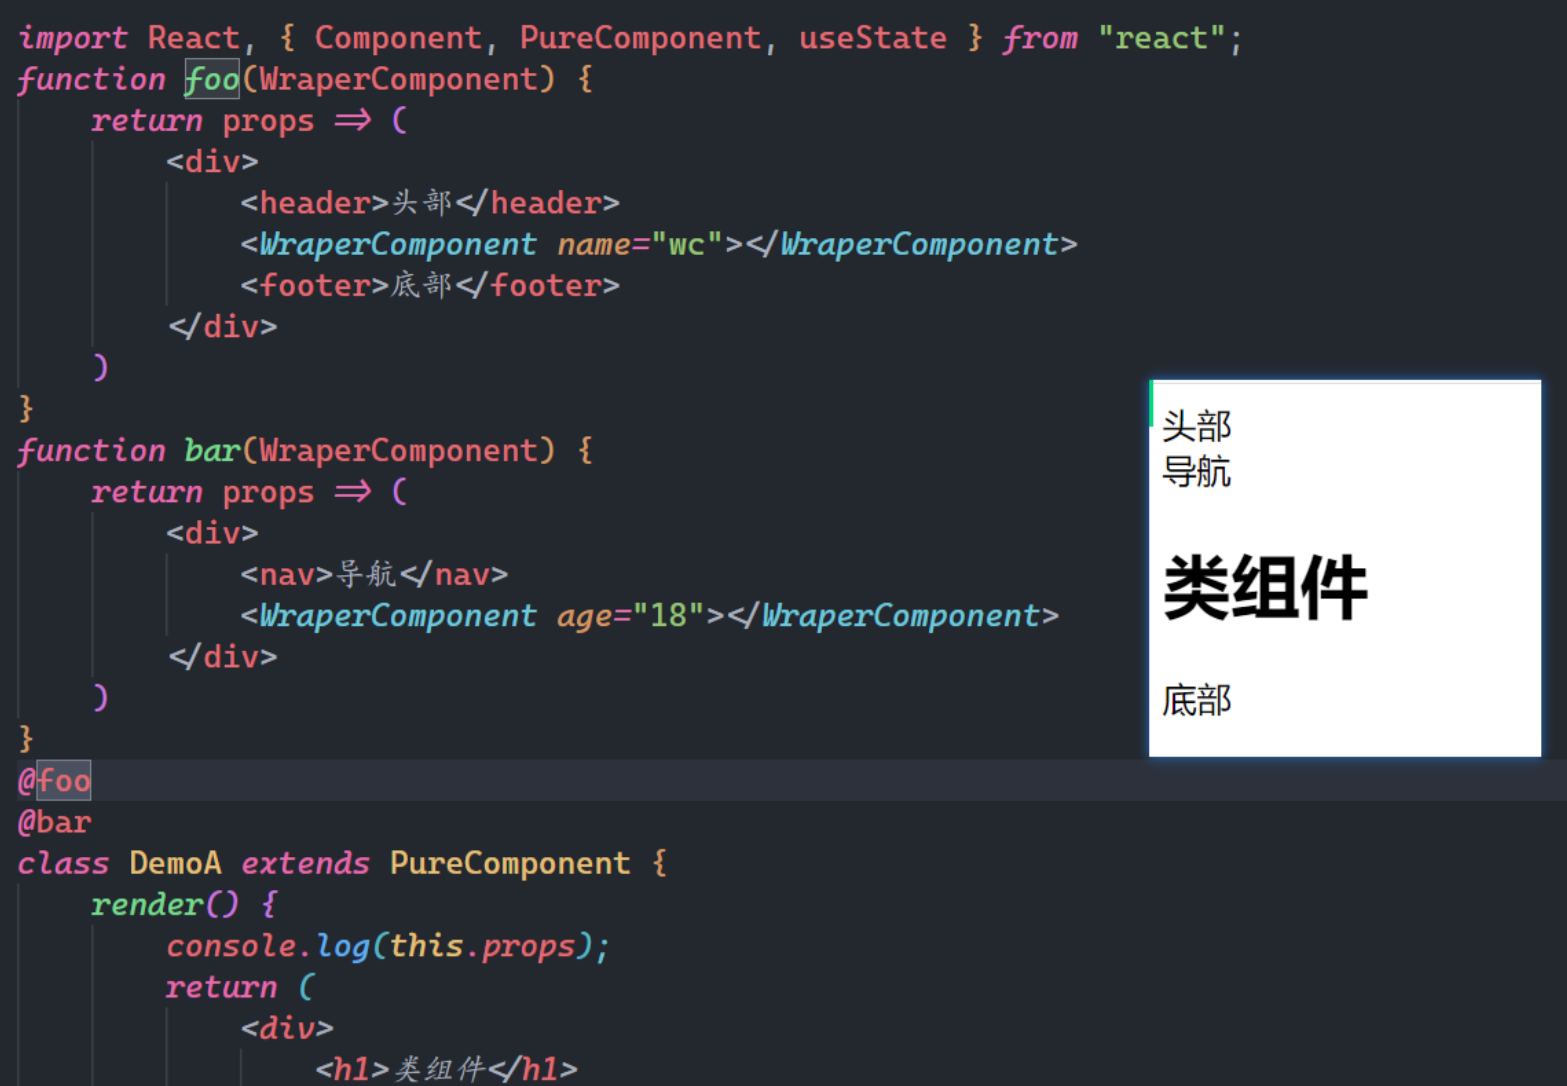 import React, { Component, PureComponent, useState } from "react";
function foo(WraperComponent) {
    return props => (
        <div>
            <header>头部</header>
            <WraperComponent name="wc"></WraperComponent>
            <footer>底部</footer>
        </div>
    )
}
function bar(WraperComponent) {
    return props => (
        <div>
            <nav>导航</nav>
            <WraperComponent age="18"></WraperComponent>
        </div>
    )
}
@foo
@bar
class DemoA extends PureComponent {
    render() {
        console.log(this.props);
        return (
            <div>
                <h1>类组件</h1>
头部
导航
类组件
底部